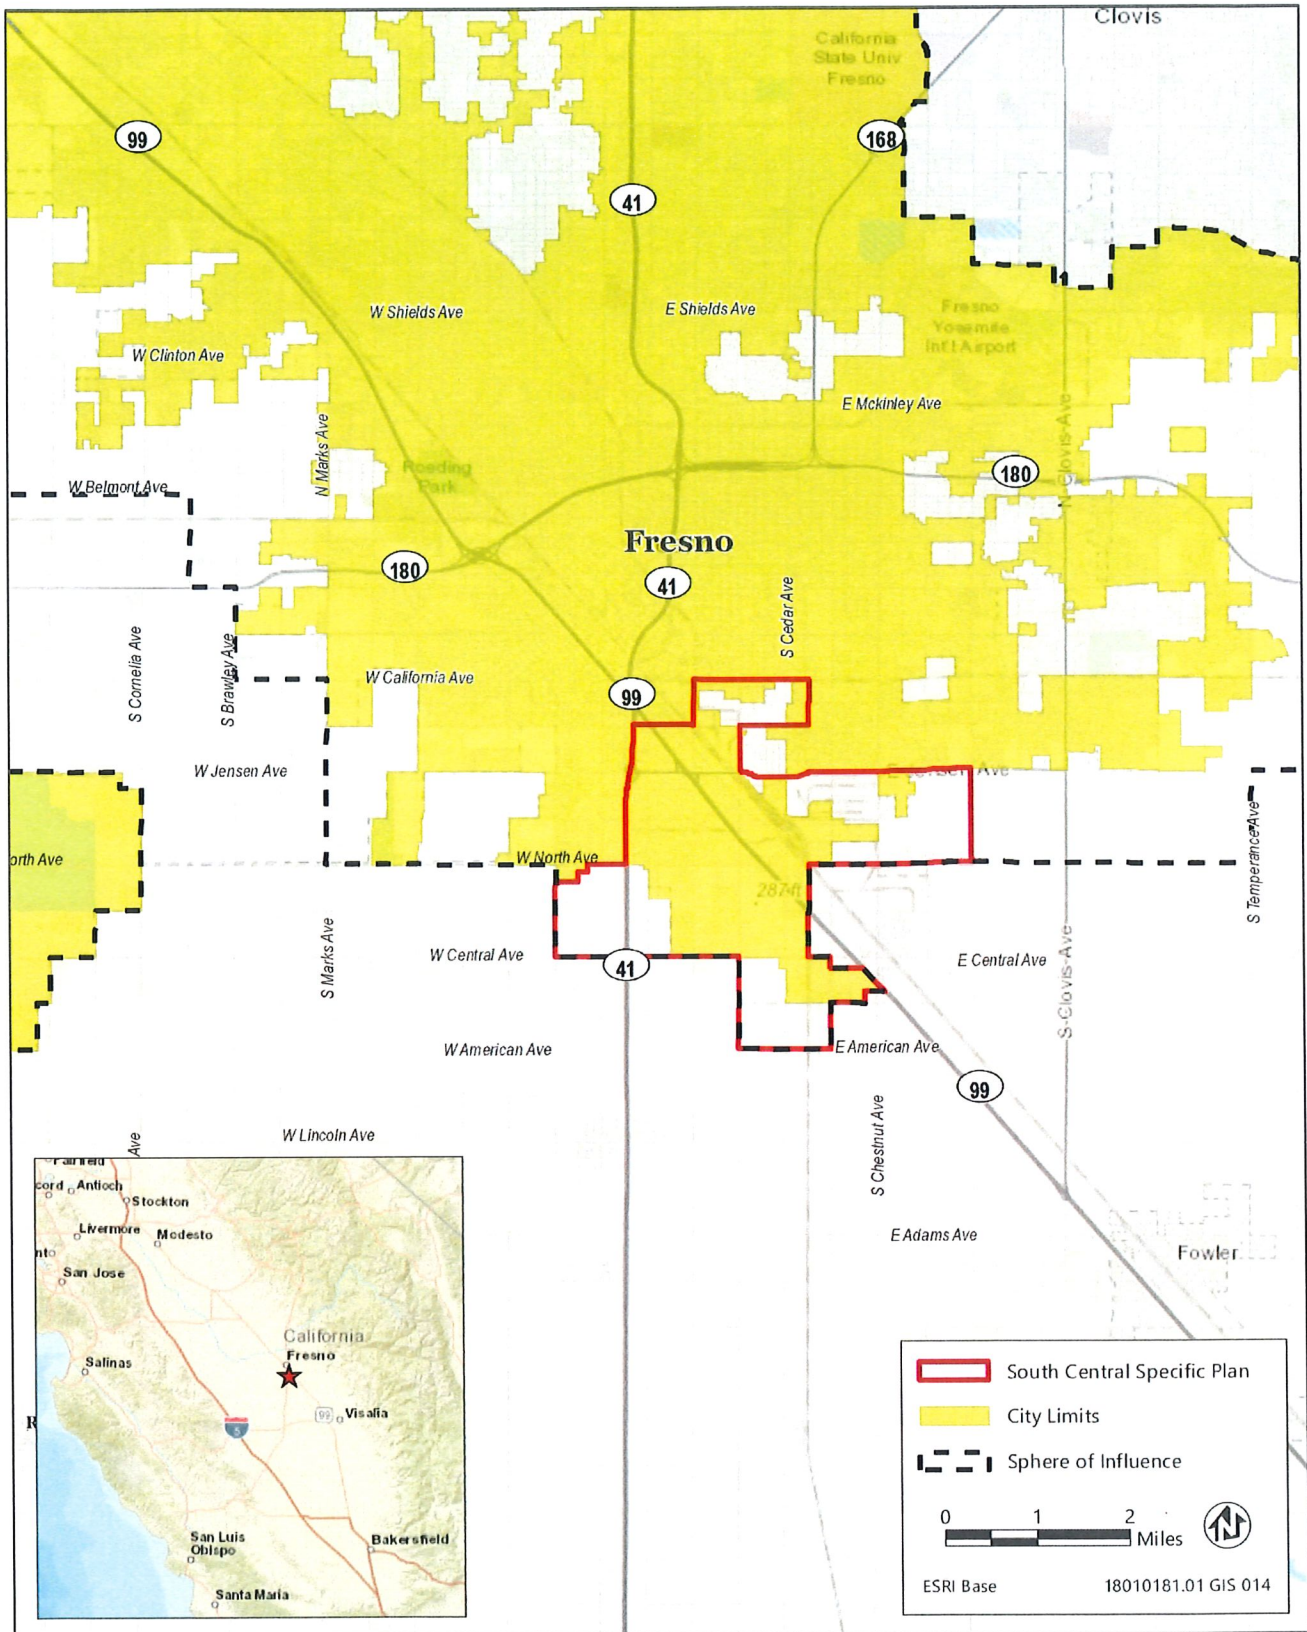 Clovis
California
State Univ
Fresno
99
168
41
W Shields Ave
E Shields Ave
Fresno
Yosemite
Int'l Airport
W Clinton Ave
E Mckinley Ave
N Marks Ave
N-Clovis-Ave
Roeding
Park
180
W Belmont Ave
Fresno
180
41
S Cedar Ave
S Cornelia Ave
S Brawley Ave
W California Ave
99
W Jensen Ave
S Temperance Ave
orth Ave
W North Ave
287 ft
S Marks Ave
W Central Ave
41
E Central Ave
S-Clovis-Ave
W American Ave
E American Ave
99
S Chestnut Ave
W Lincoln Ave
Ave
E Adams Ave
Fowler
Fairfield
cord
Antioch
Stockton
Livermore
Modesto
nto
San Jose
California
Fresno
Salinas
99
Visalia
5
R
San Luis
Obispo
Bakersfield
Santa Maria
South Central Specific Plan
City Limits
Sphere of Influence
0 1 2
Miles
N
ESRI Base
18010181.01 GIS 014